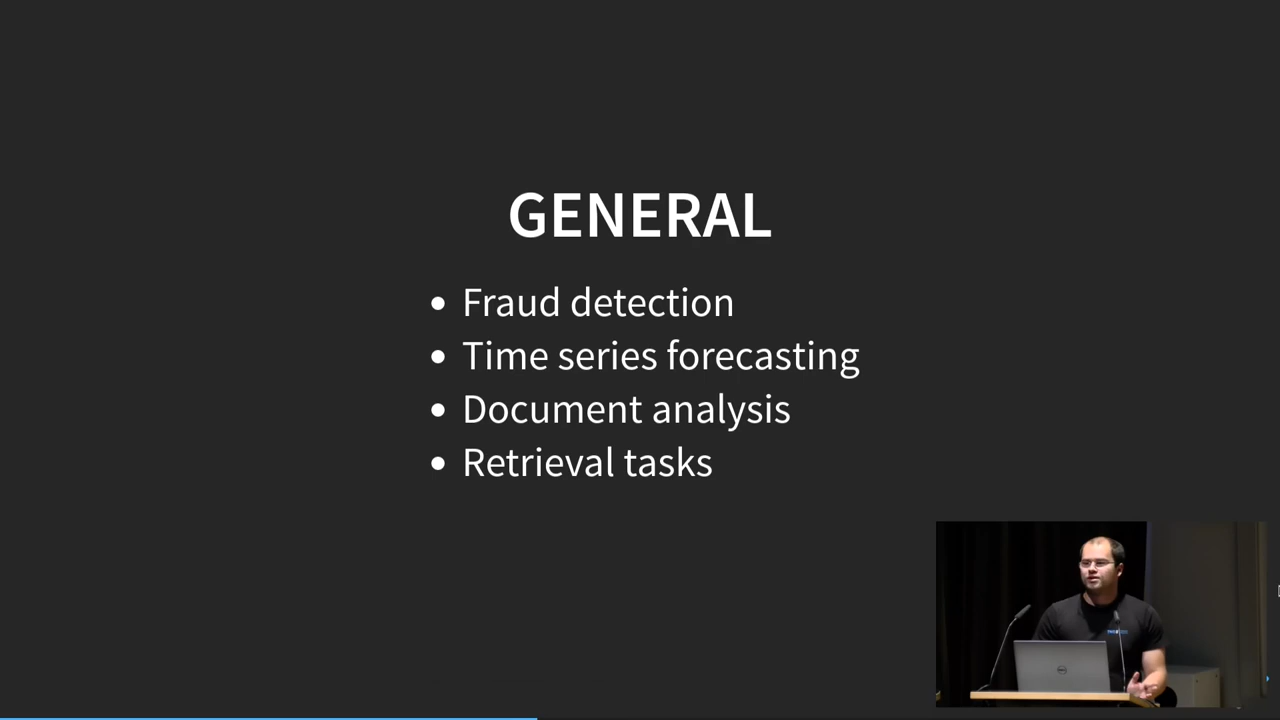 GENERAL
Fraud detection
Time series forecasting
Document analysis
Retrieval tasks